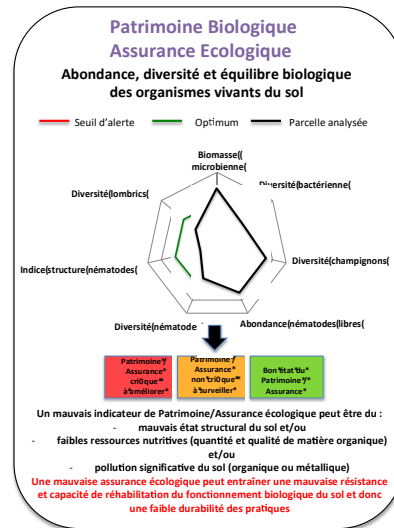 Patrimoine Biologique
Assurance Ecologique
Abondance, diversité et équilibre biologique
des organismes vivants du sol
Seuil d'alerte
Optimum
Parcelle analysée
Biomasse((
microbienne(
Diversité(lombrics(
Diversité(bactérienne(
Indice(structure(nématodes(
Diversité(champignons(
Diversité(nématode
Abondance(nématodes(libres(
Patrimoine*/
Assurance*
cri0que**
à*améliorer*
Patrimoine*/
Assurance*
non*cri0que**
à*surveiller*
Bon*état*du*
Patrimoine*/*
Assurance*
Un mauvais indicateur de Patrimoine/Assurance écologique peut être du :
- mauvais état structural du sol et/ou
- faibles ressources nutritives (quantité et qualité de matière organique)
et/ou
- pollution significative du sol (organique ou métallique)
Une mauvaise assurance écologique peut entraîner une mauvaise résistance
et capacité de réhabilitation du fonctionnement biologique du sol et donc
une faible durabilité des pratiques